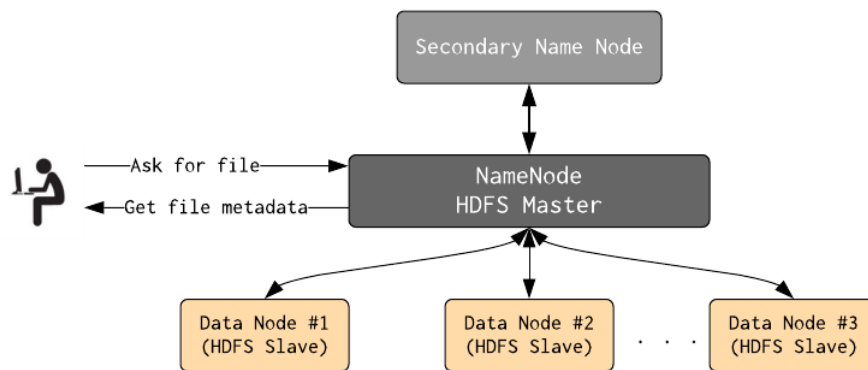 Secondary Name Node
Ask for file
Get file metadata
NameNode
HDFS Master
Data Node #1
(HDFS Slave)
Data Node #2
(HDFS Slave)
. . .
Data Node #3
(HDFS Slave)